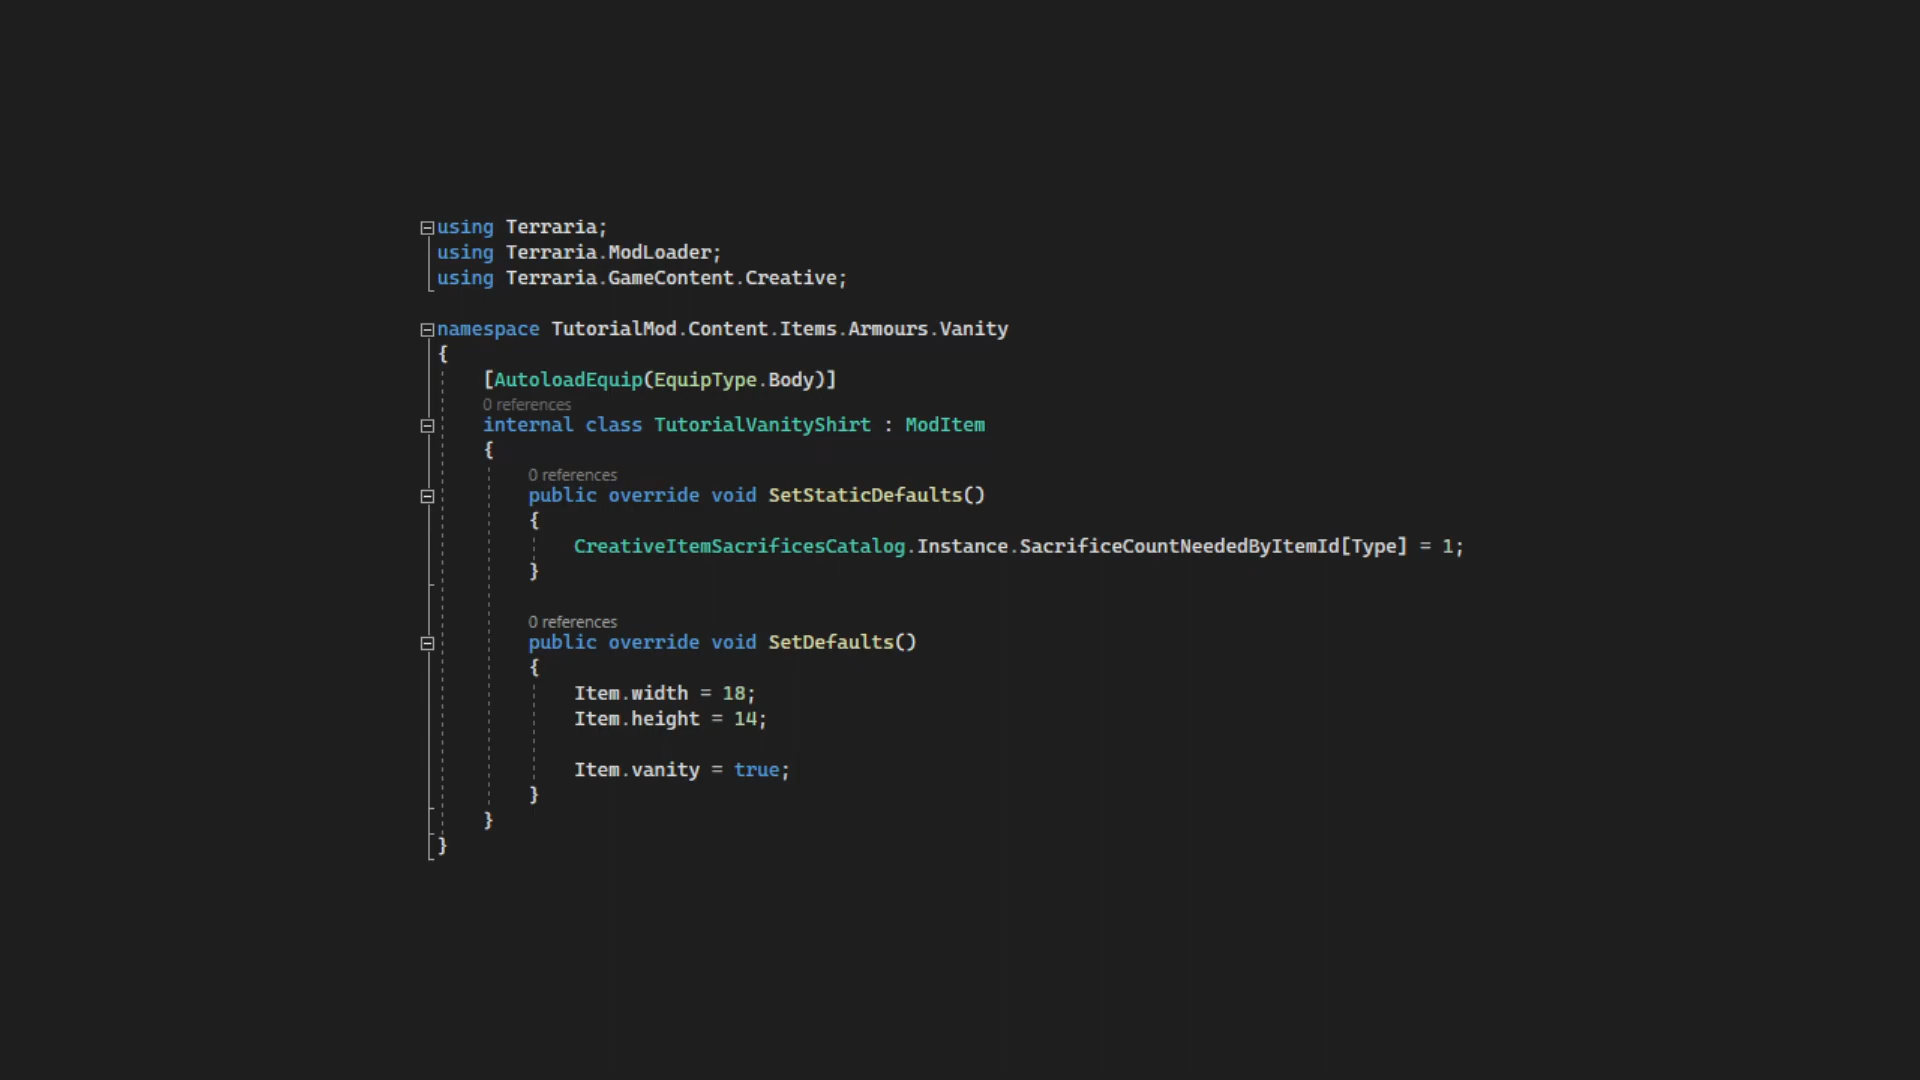 using Terraria;
using Terraria.ModLoader;
using Terraria.GameContent.Creative;
namespace TutorialMod.Content.Items.Armours.Vanity
{
[AutoloadEquip(EquipType.Body)]
0 references
internal class TutorialVanityShirt : ModItem
{
0 references
public override void SetStaticDefaults()
{
CreativeItemSacrificesCatalog.Instance.SacrificeCountNeededByItemId[Type] = 1;
}
0 references
public override void SetDefaults()
{
Item.width = 18;
Item.height = 14;
Item.vanity = true;
}
}
}